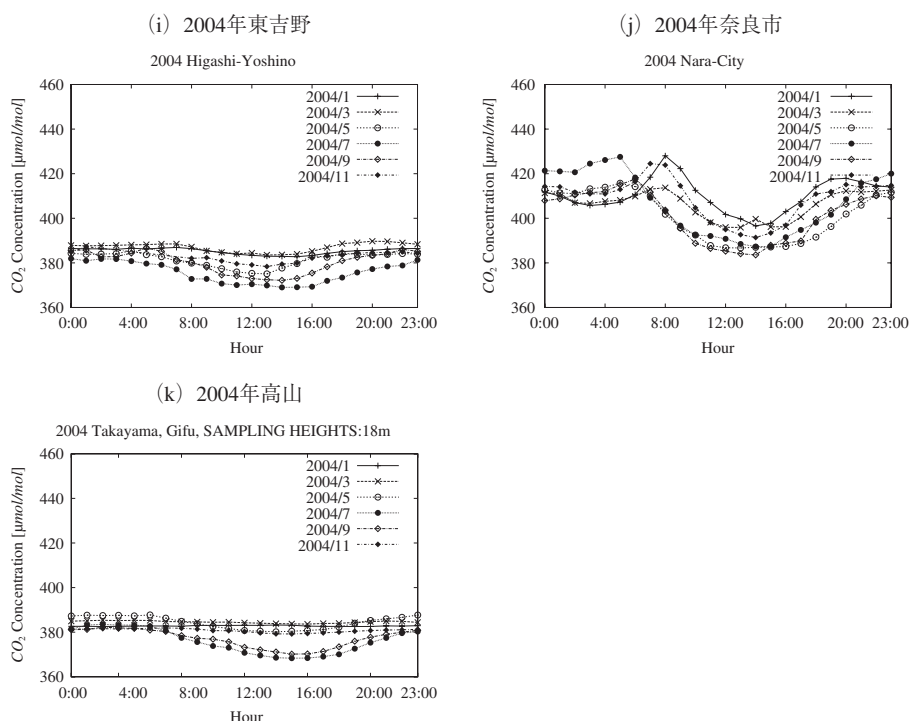 (i) 2004年東吉野
2004 Higashi-Yoshino
CO2 Concentration [μmol/mol]
460
440
420
400
380
360
2004/1
2004/3
2004/5
2004/7
2004/9
2004/11
0:00 4:00 8:00 12:00 16:00 20:00 23:00
Hour
(j) 2004年奈良市
2004 Nara-City
CO2 Concentration [μmol/mol]
460
440
420
400
380
360
2004/1
2004/3
2004/5
2004/7
2004/9
2004/11
0:00 4:00 8:00 12:00 16:00 20:00 23:00
Hour
(k) 2004年高山
2004 Takayama, Gifu, SAMPLING HEIGHTS:18m
CO2 Concentration [μmol/mol]
460
440
420
400
380
360
2004/1
2004/3
2004/5
2004/7
2004/9
2004/11
0:00 4:00 8:00 12:00 16:00 20:00 23:00
Hour